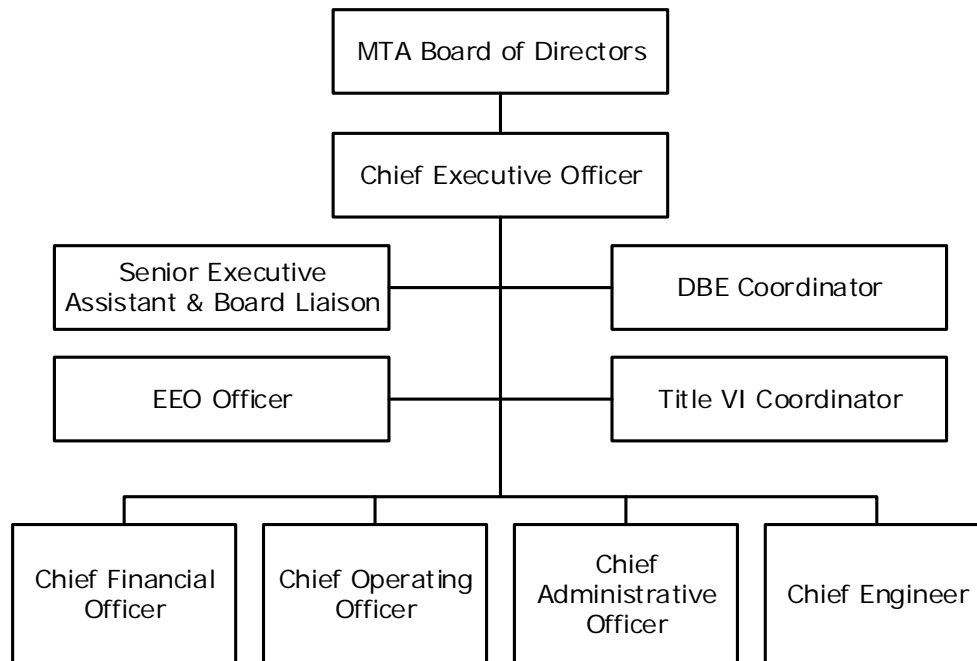 MTA Board of Directors
Chief Executive Officer
Senior Executive
Assistant & Board Liaison
DBE Coordinator
EEO Officer
Title VI Coordinator
Chief Financial
Officer
Chief Operating
Officer
Chief
Administrative
Officer
Chief Engineer